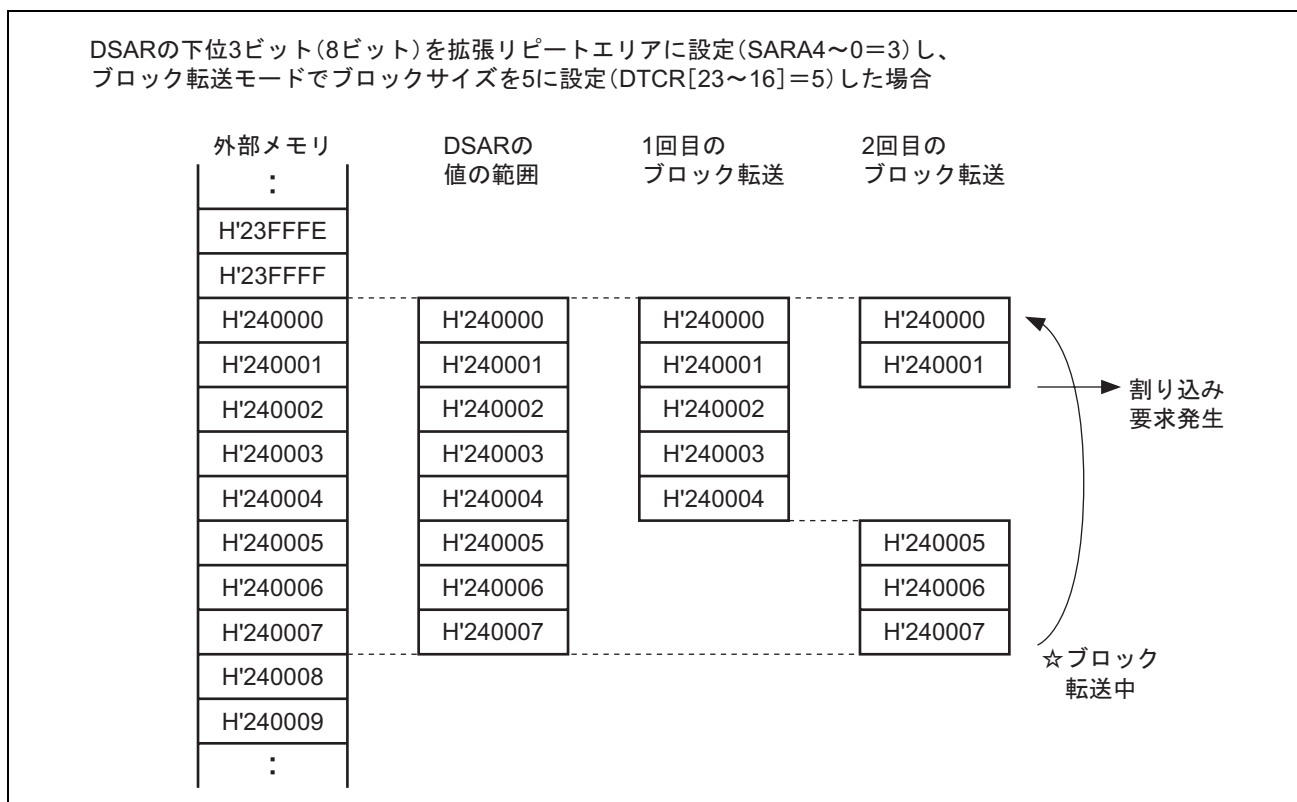 DSARの下位3ビット（8ビット）を拡張リピートエリアに設定（SARA4～0＝3）し、
ブロック転送モードでブロックサイズを5に設定（DTCR[23～16]＝5）した場合
外部メモリ
：
H'23FFFE
H'23FFFF
H'240000
H'240001
H'240002
H'240003
H'240004
H'240005
H'240006
H'240007
H'240008
H'240009
：
DSARの
値の範囲
H'240000
H'240001
H'240002
H'240003
H'240004
H'240005
H'240006
H'240007
1回目の
ブロック転送
H'240000
H'240001
H'240002
H'240003
H'240004
2回目の
ブロック転送
H'240000
H'240001
H'240005
H'240006
H'240007
割り込み
要求発生
☆ブロック
転送中